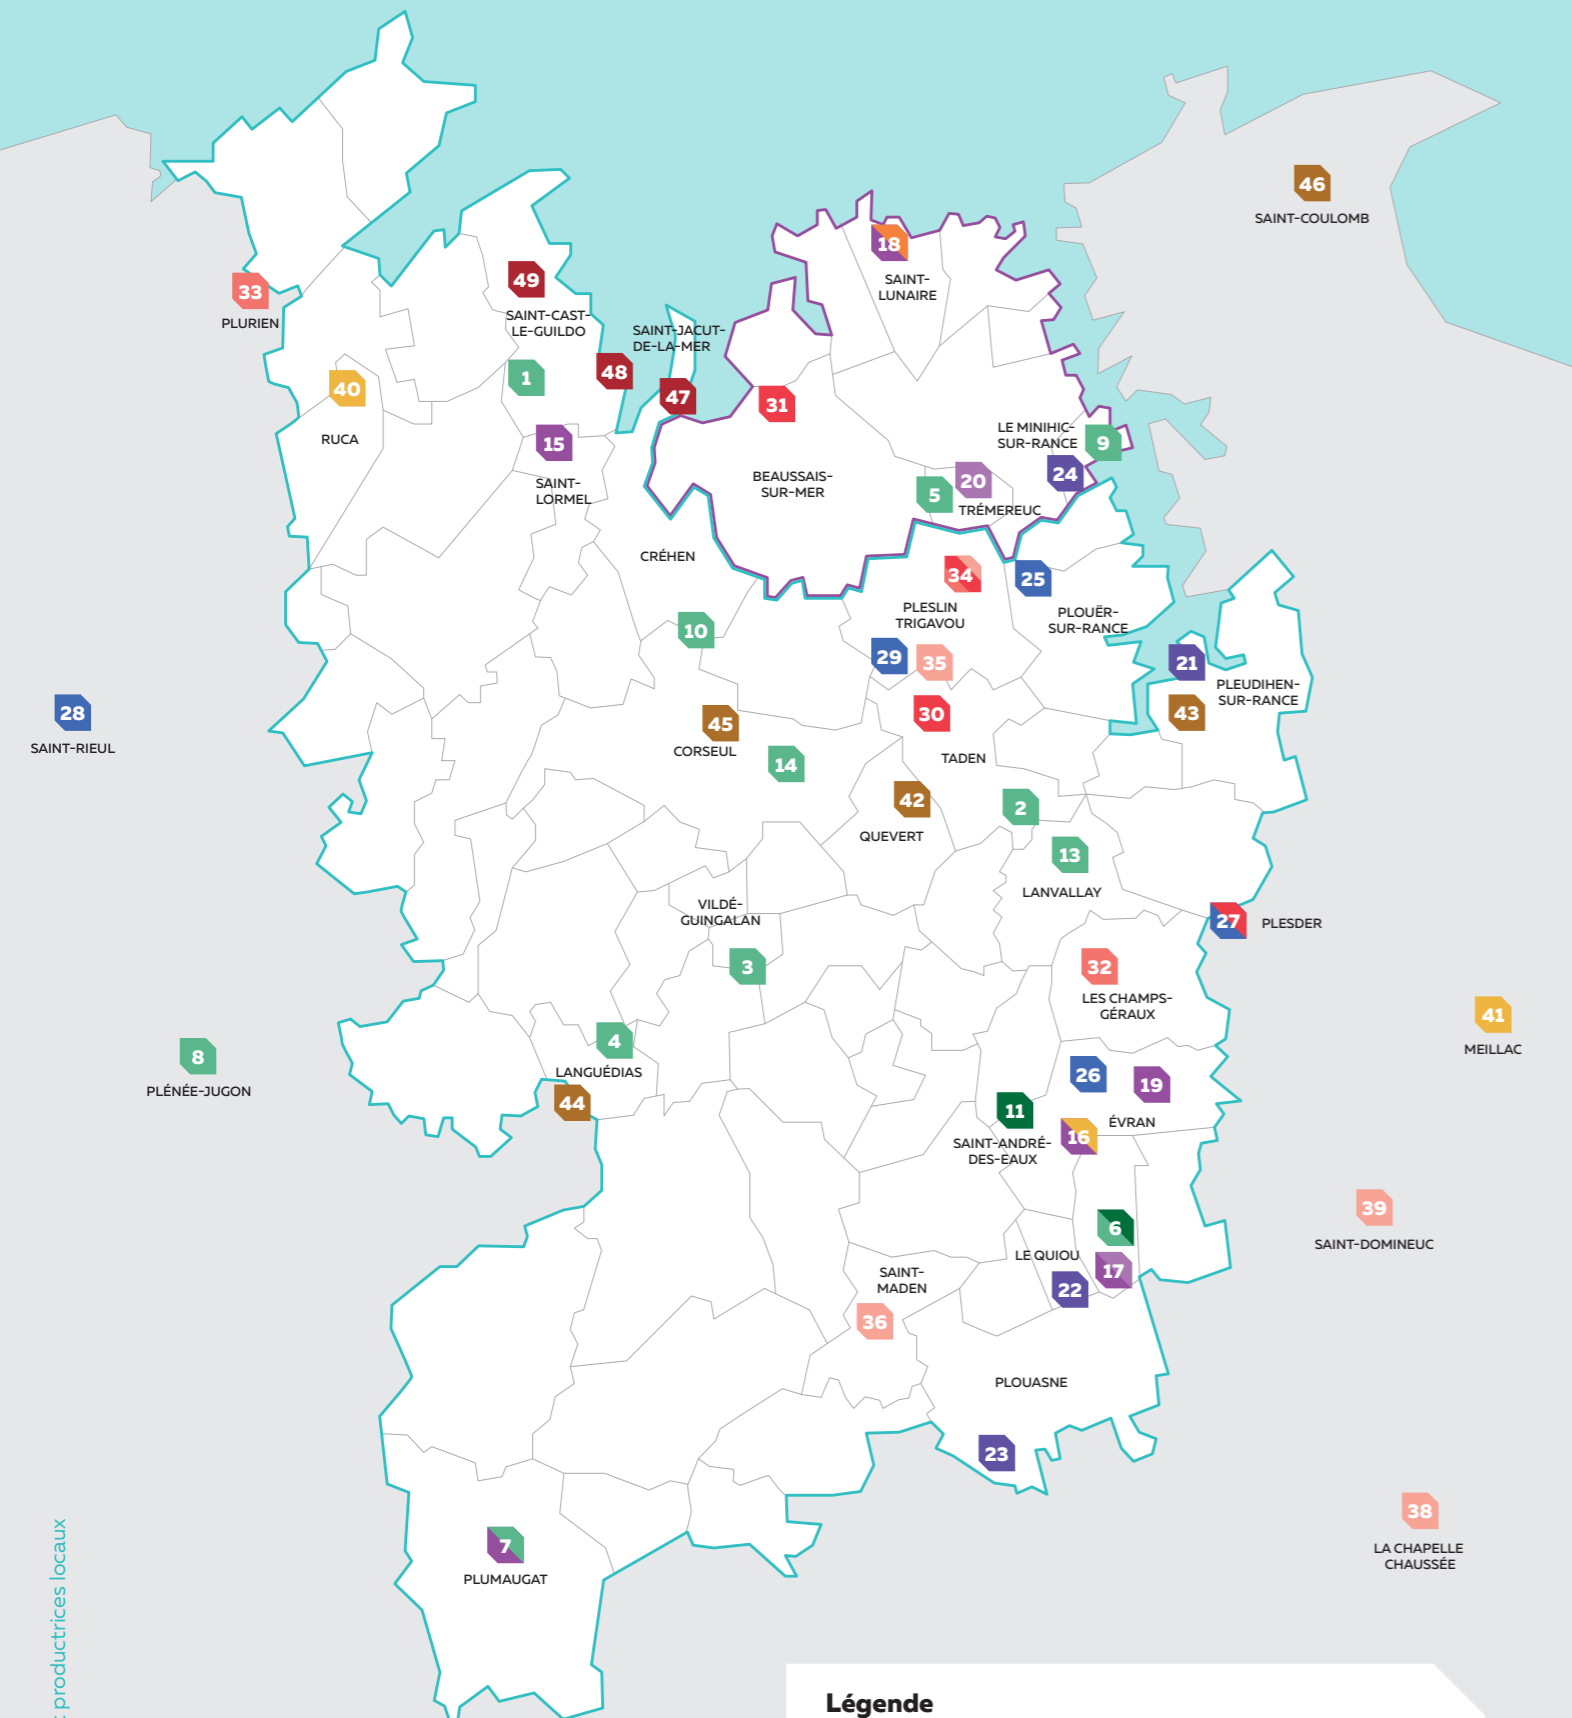 46
SAINT-COULOMB
18
SAINT-
LUNAIRE
49
SAINT-CAST-
LE-GUILDO
33
PLURIEN
SAINT-JACUT-
DE-LA-MER
48
1
47
31
40
RUCA
15
SAINT-
LORMEL
LE MINIHIC-
SUR-RANCE
9
24
BEAUSSAIS-
SUR-MER
5
20
TRÉMEREUC
CRÉHEN
34
PLESLIN
TRIGAVOU
25
PLOUËR-
SUR-RANCE
10
29
35
21
PLEUDIHEN-
SUR-RANCE
43
28
SAINT-RIEUL
45
CORSEUL
30
TADEN
14
42
QUEVERT
2
13
LANVALLAY
VILDÉ-
GUINGALAN
3
27
PLESDER
32
LES CHAMPS-
GÉRAUX
41
MEILLAC
8
PLÉNÉE-JUGON
4
LANGUÉDIAS
44
26
19
11
SAINT-ANDRÉ-
DES-EAUX
16
ÉVRAN
39
SAINT-DOMINEUC
6
LE QUIOU
17
22
SAINT-
MADEN
36
PLOUASNE
23
38
LA CHAPELLE
CHAUSSÉE
7
PLUMAUGAT
productrices locaux
Légende